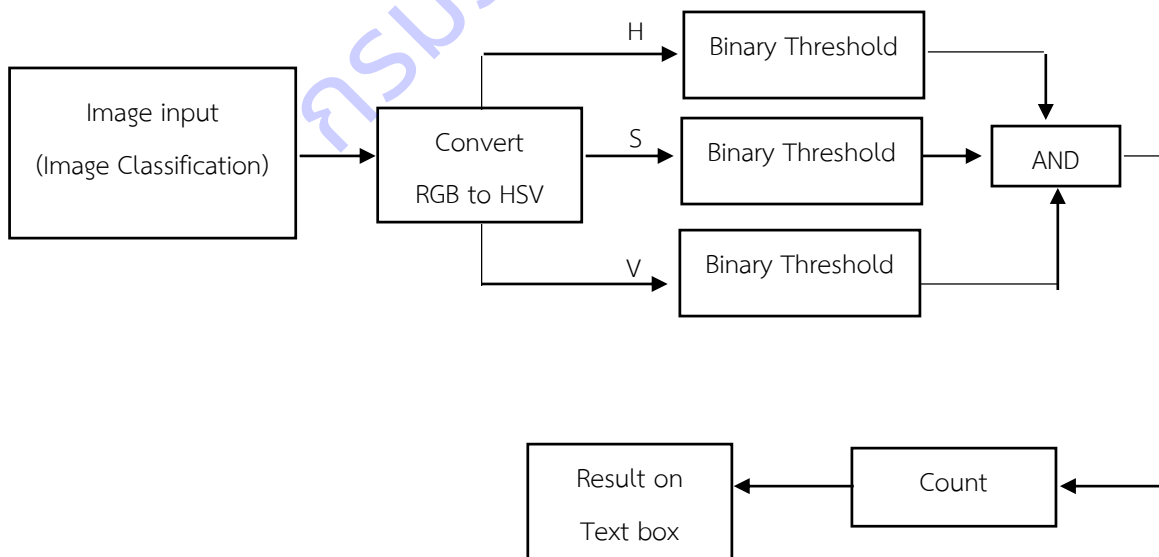 Image input
(Image Classification)
Convert
RGB to HSV
H
Binary Threshold
S
Binary Threshold
V
Binary Threshold
AND
Count
Result on
Text box